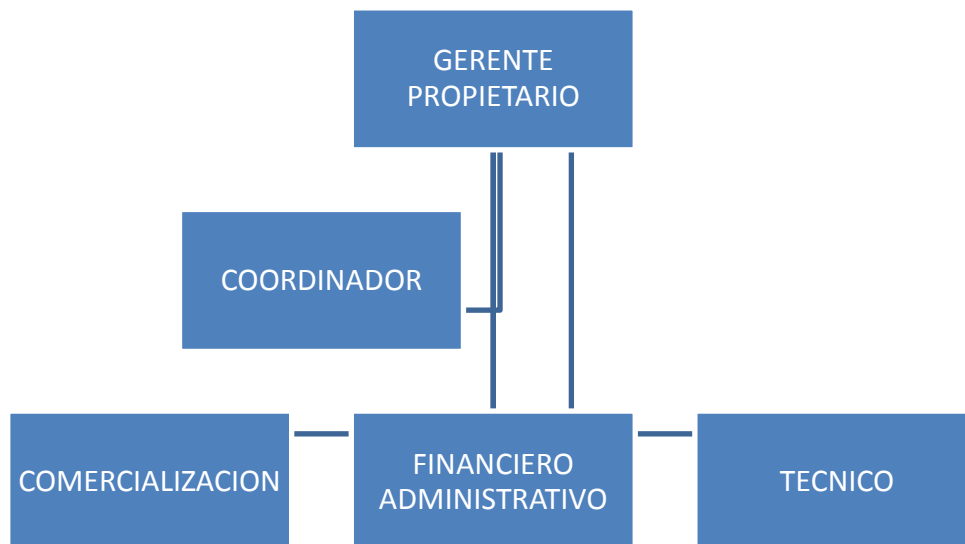 GERENTE
PROPIETARIO
COORDINADOR
COMERCIALIZACION
FINANCIERO
ADMINISTRATIVO
TECNICO